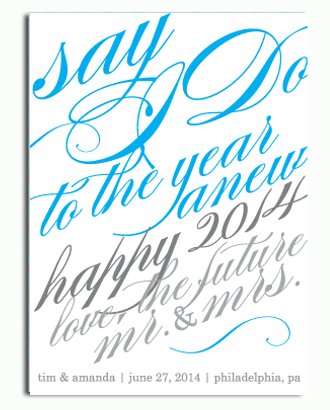 say
I Do
to the year
anew
happy 2014
love, the future
mr. & mrs.
tim & amanda | june 27, 2014 | philadelphia, pa